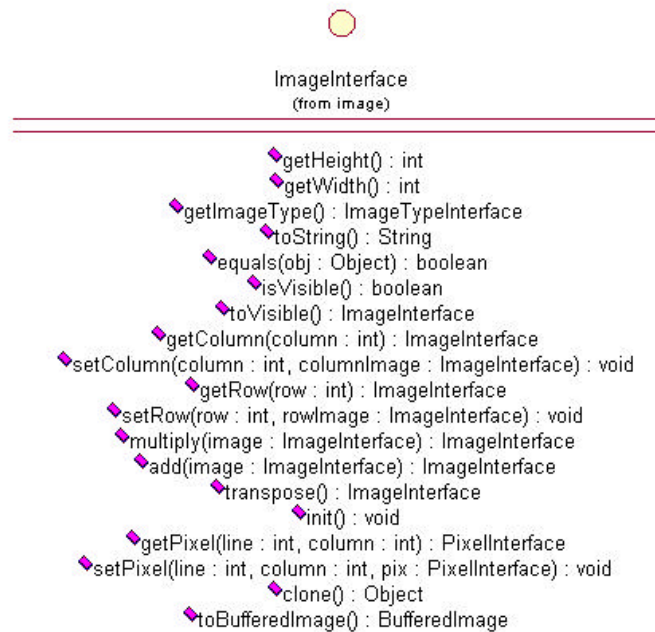 ImageInterface
(from image)
getHeight() : int
getWidth() : int
getImageType() : ImageTypeInterface
toString() : String
equals(obj : Object) : boolean
isVisible() : boolean
toVisible() : ImageInterface
getColumn(column : int) : ImageInterface
setColumn(column : int, columnImage : ImageInterface) : void
getRow(row : int) : ImageInterface
setRow(row : int, rowImage : ImageInterface) : void
multiply(image : ImageInterface) : ImageInterface
add(image : ImageInterface) : ImageInterface
transpose() : ImageInterface
init() : void
getPixel(line : int, column : int) : PixelInterface
setPixel(line : int, column : int, pix : PixelInterface) : void
clone() : Object
toBufferedImage() : BufferedImage